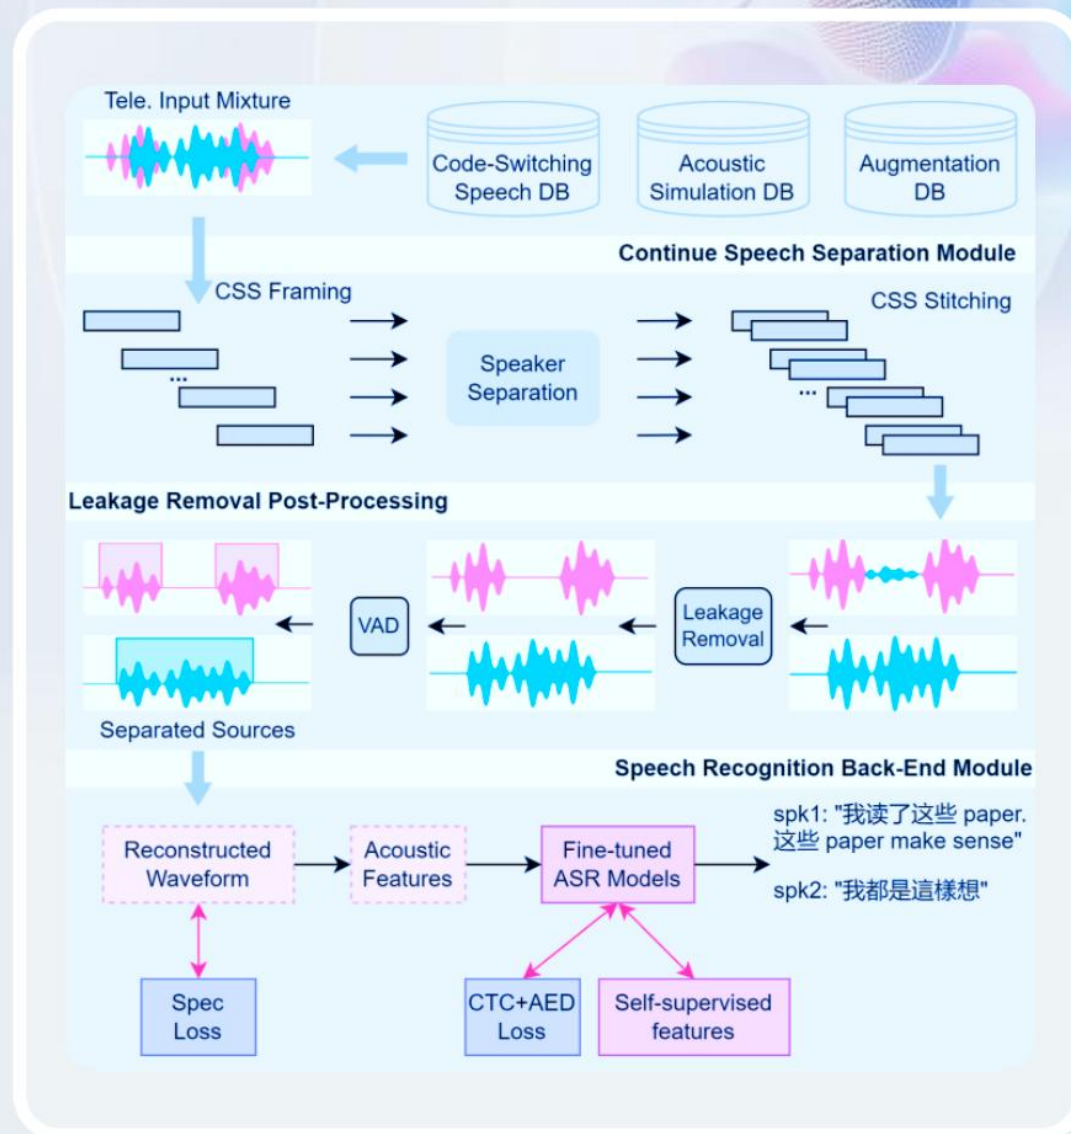 Tele. Input Mixture
Code-Switching
Speech DB
Acoustic
Simulation DB
Augmentation
DB
Continue Speech Separation Module
CSS Framing
CSS Stitching
...
Speaker
Separation
...
Leakage Removal Post-Processing
VAD
Leakage
Removal
Separated Sources
Speech Recognition Back-End Module
Reconstructed
Waveform
Acoustic
Features
Fine-tuned
ASR Models
spk1: "我读了这些 paper.
这些 paper make sense"
spk2: "我都是這樣想"
Spec
Loss
CTC+AED
Loss
Self-supervised
features